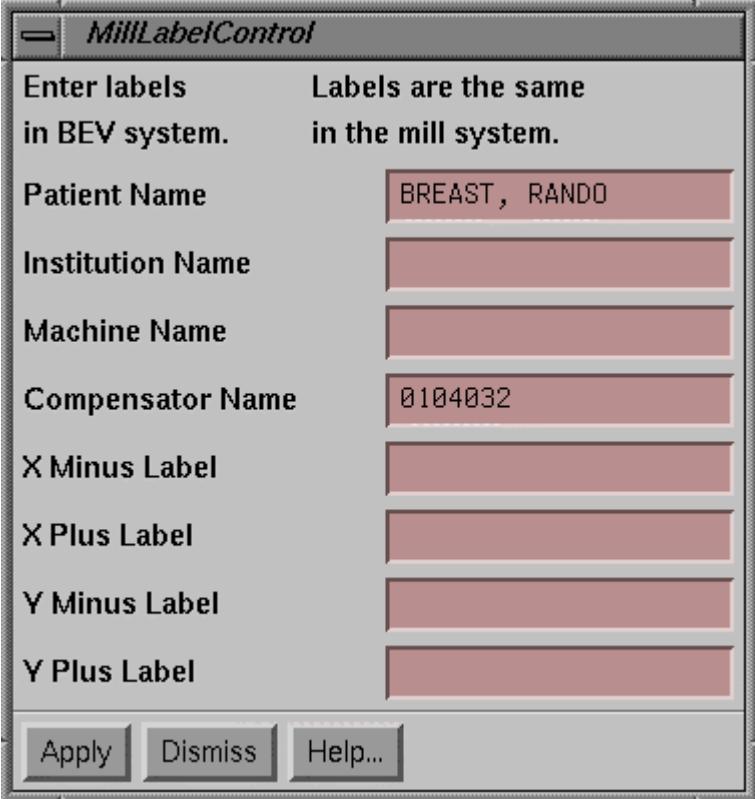 MillLabelControl
Enter labels Labels are the same
in BEV system. in the mill system.
Patient Name BREAST, RANDO
Institution Name
Machine Name
Compensator Name 0104032
X Minus Label
X Plus Label
Y Minus Label
Y Plus Label
Apply Dismiss Help...